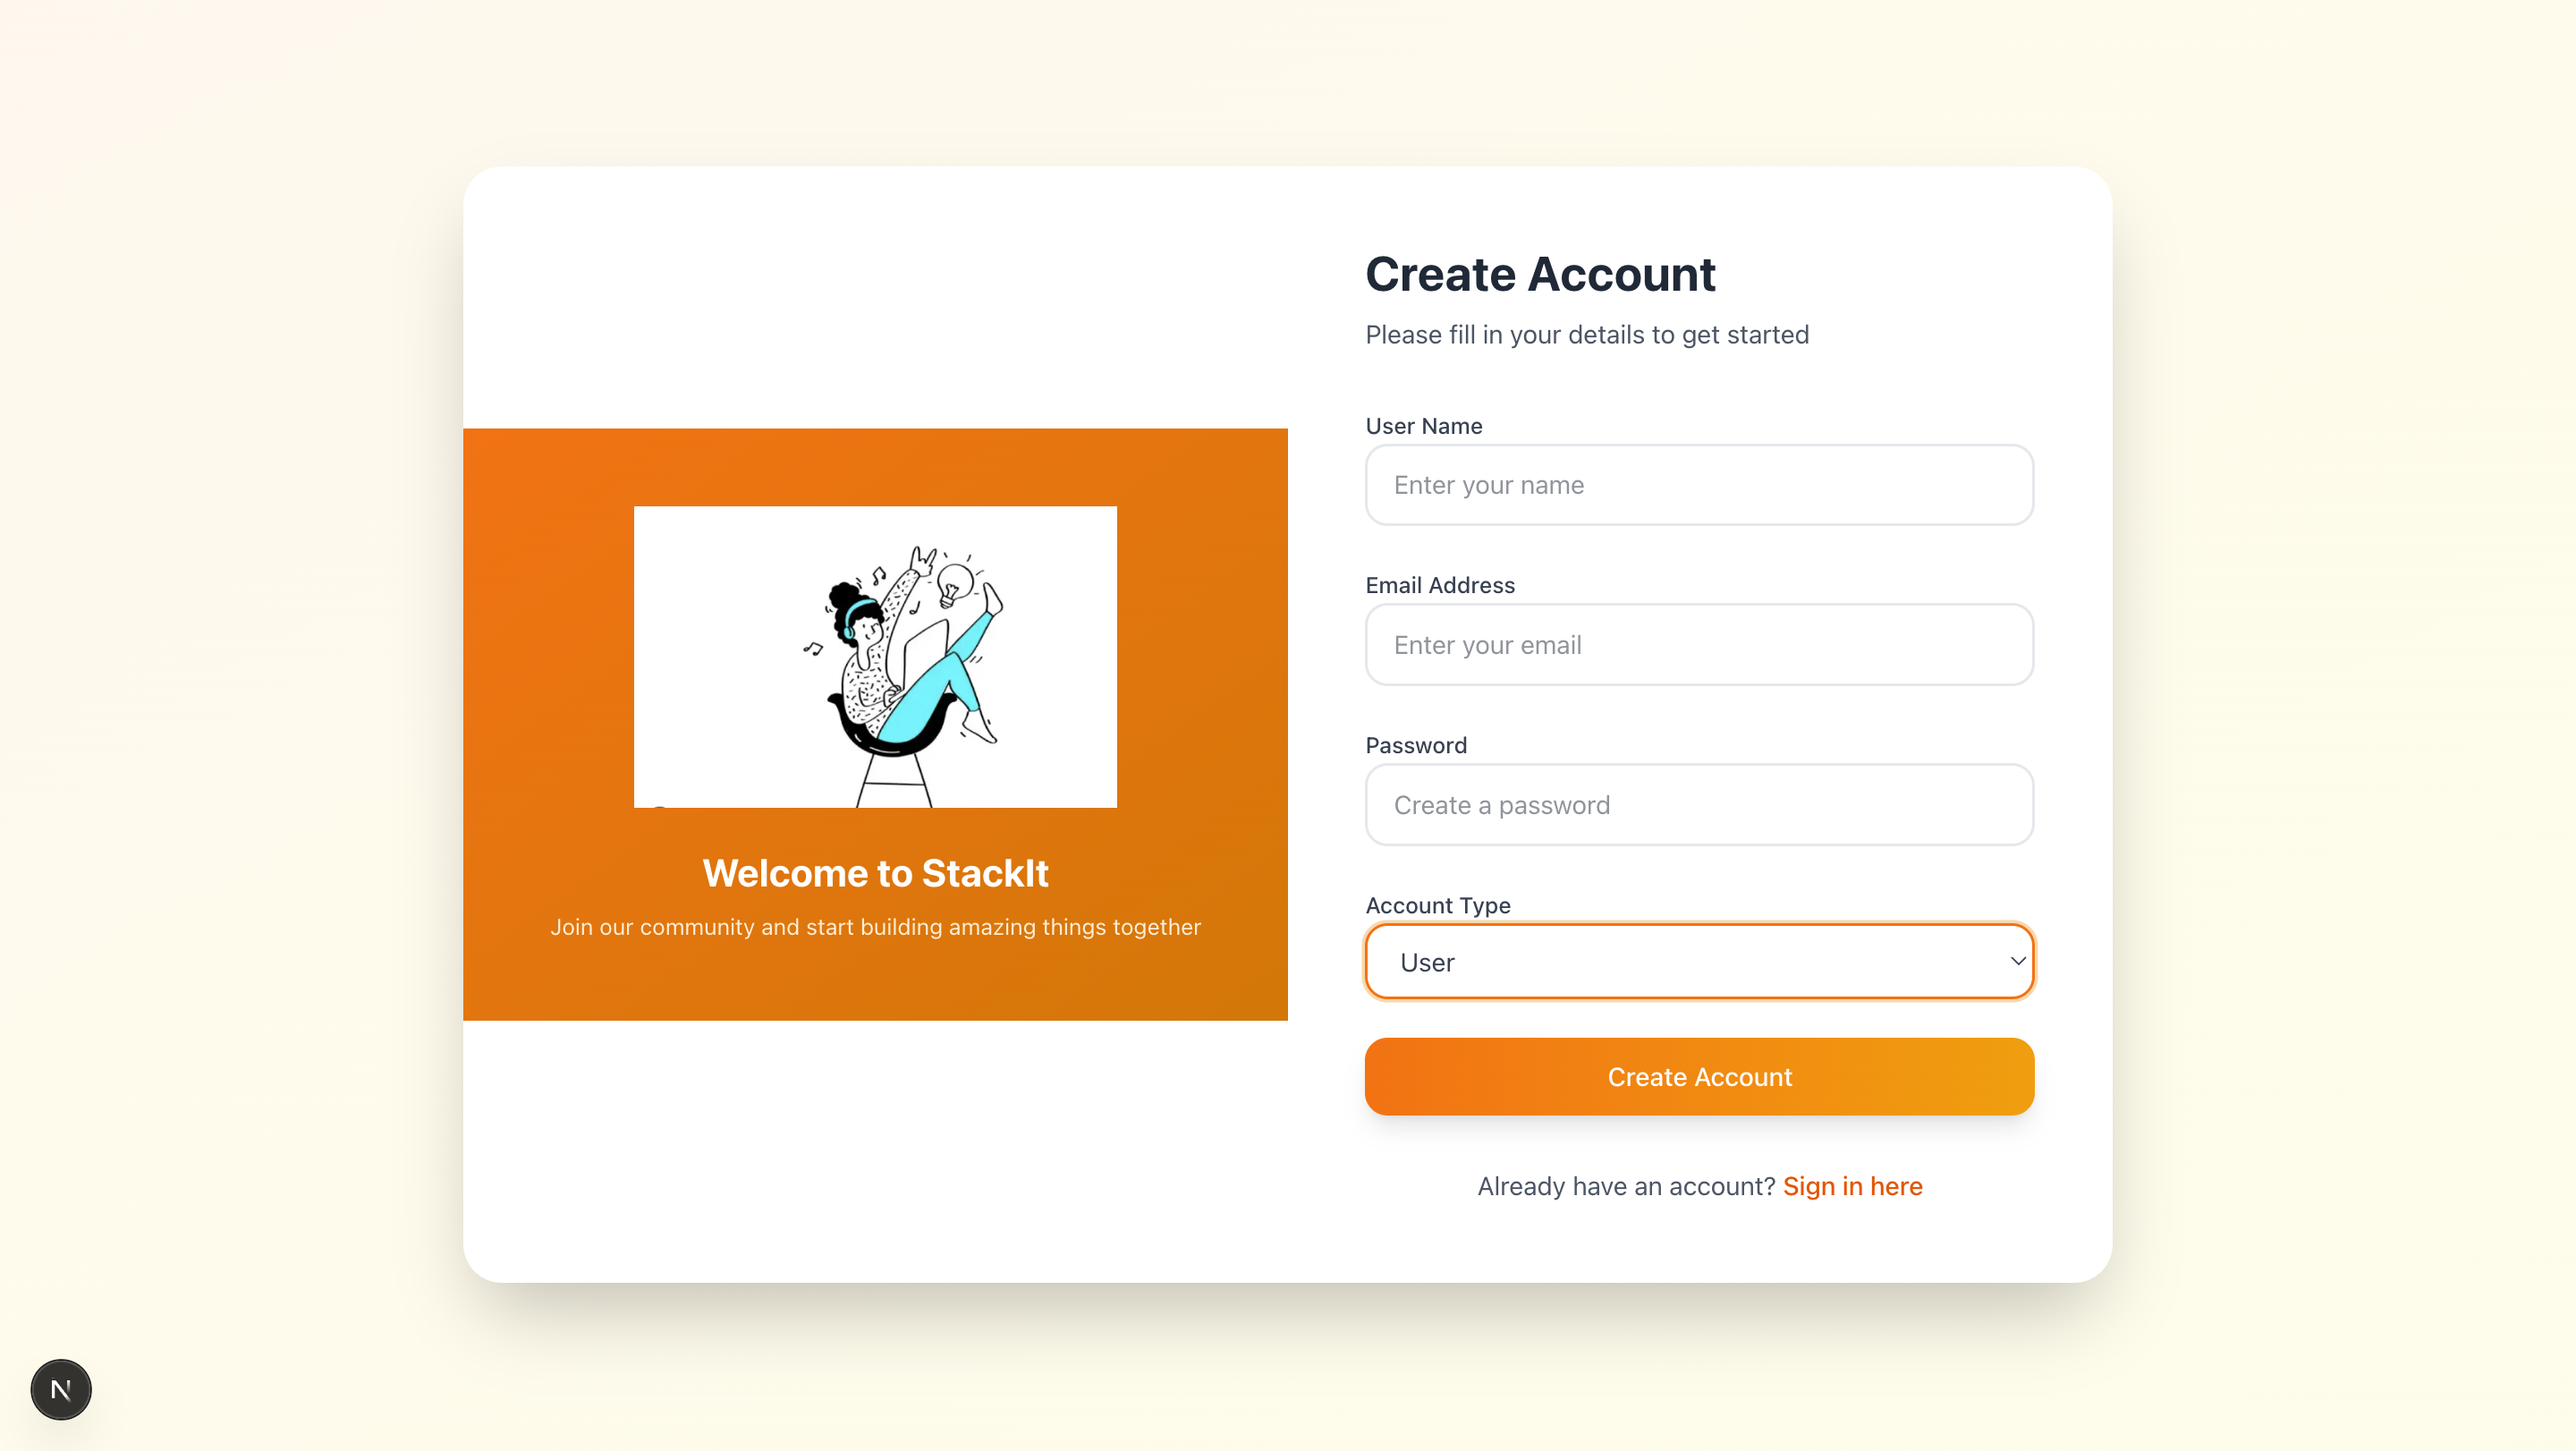 Create Account
Please fill in your details to get started
User Name
Enter your name
Email Address
Enter your email
Password
Create a password
Account Type
User
Create Account
Already have an account? Sign in here
Welcome to StackIt
Join our community and start building amazing things together
N